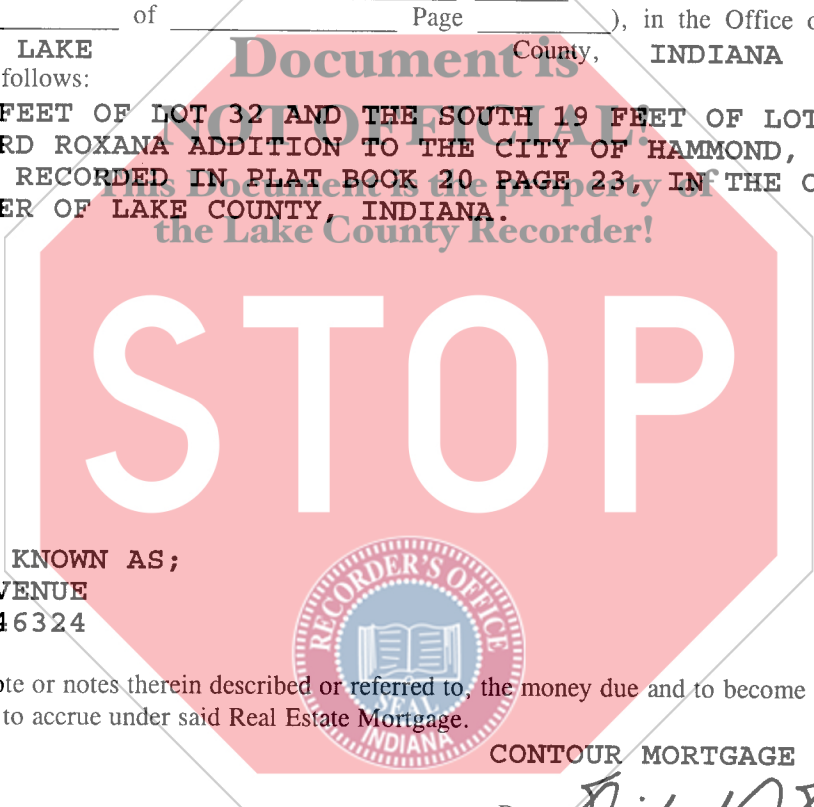 of Page ), in the Office o
LAKE County, INDIANA
follows:
Document is
FEET OF LOT 32 AND THE SOUTH 19 FEET OF LOT
NOT OFFICIAL!
RD ROXANA ADDITION TO THE CITY OF HAMMOND,
RECORDED IN PLAT BOOK 20 PAGE 23, IN THE
This Document is the property of
ER OF LAKE COUNTY, INDIANA.
the Lake County Recorder!
STOP
KNOWN AS;
VENUE
46324
RECORDER'S OFFICE
SEAL
INDIANA
ote or notes therein described or referred to, the money due and to become
to accrue under said Real Estate Mortgage.
CONTOUR MORTGAGE